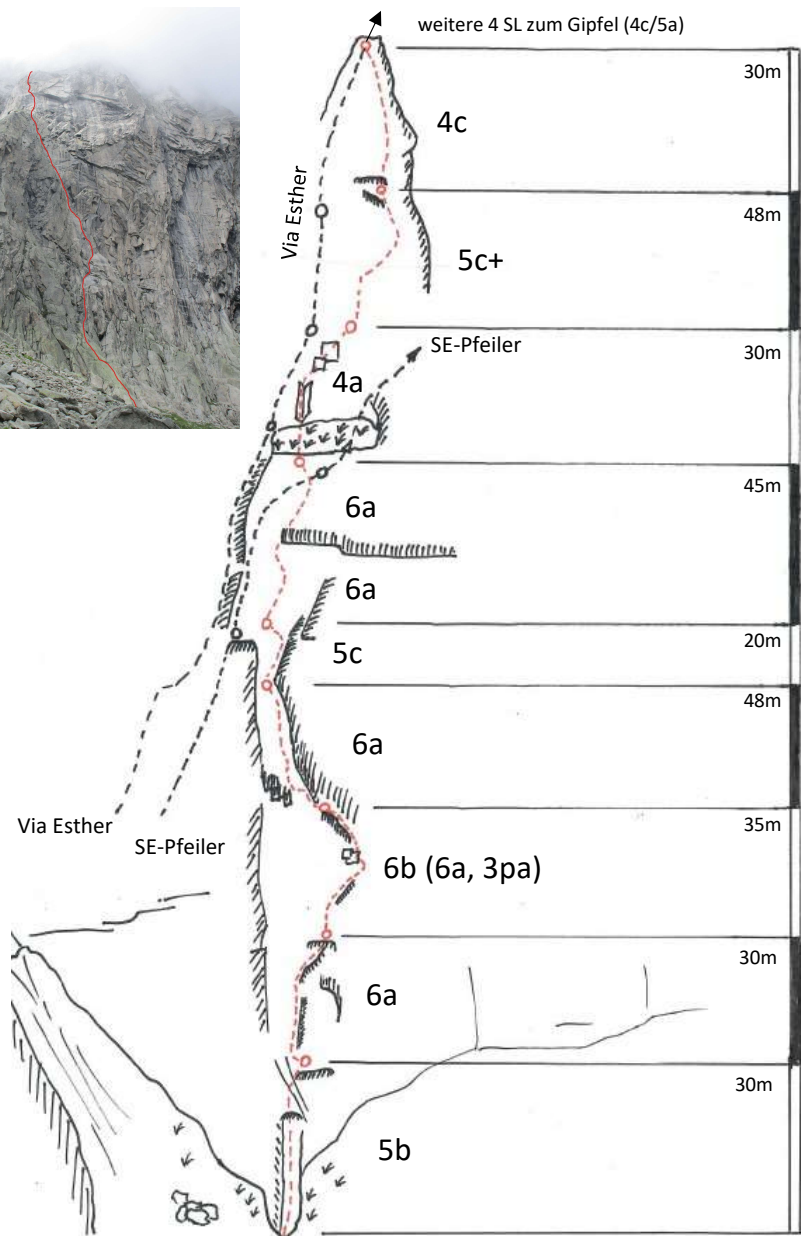 weitere 4 SL zum Gipfel (4c/5a)
30m
4c
Via Esther
48m
5c+
30m
SE-Pfeiler
4a
45m
6a
6a
20m
5c
48m
6a
35m
Via Esther
SE-Pfeiler
6b (6a, 3pa)
30m
6a
30m
5b